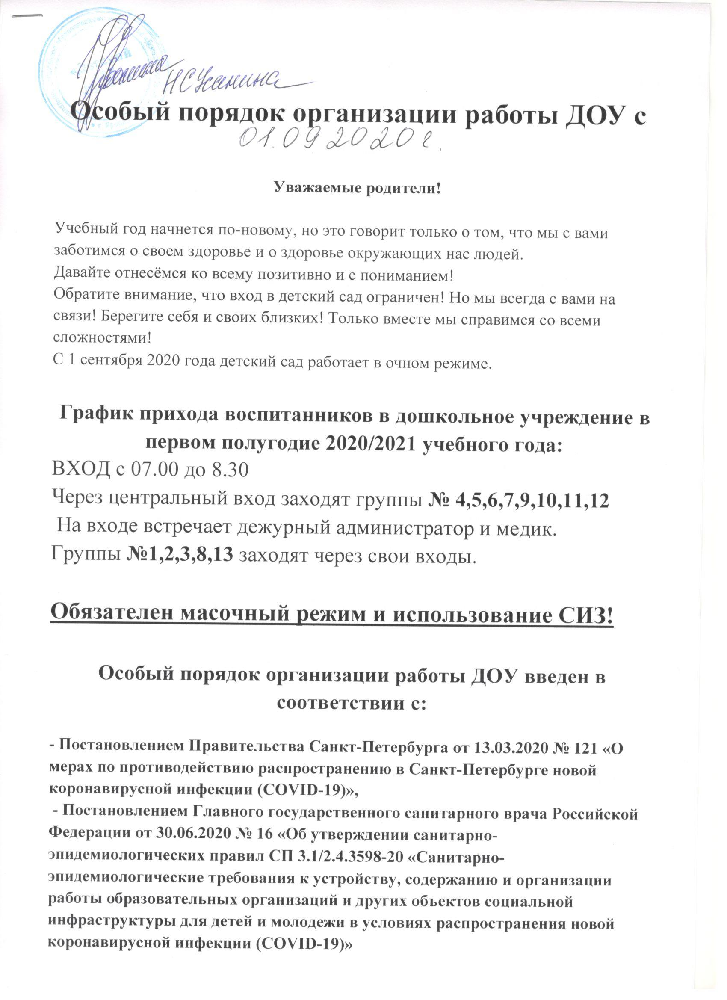 НСУсанина
Особый порядок организации работы ДОУ с
01.09 2020 г.
Уважаемые родители!
Учебный год начнется по-новому, но это говорит только о том, что мы с вами
заботимся о своем здоровье и о здоровье окружающих нас людей.
Давайте отнесёмся ко всему позитивно и с пониманием!
Обратите внимание, что вход в детский сад ограничен! Но мы всегда с вами на
связи! Берегите себя и своих близких! Только вместе мы справимся со всеми
сложностями!
С 1 сентября 2020 года детский сад работает в очном режиме.
График прихода воспитанников в дошкольное учреждение в
первом полугодие 2020/2021 учебного года:
ВХОД с 07.00 до 8.30
Через центральный вход заходят группы № 4,5,6,7,9,10,11,12
На входе встречает дежурный администратор и медик.
Группы №1,2,3,8,13 заходят через свои входы.
Обязателен масочный режим и использование СИЗ!
Особый порядок организации работы ДОУ введен в
соответствии с:
- Постановлением Правительства Санкт-Петербурга от 13.03.2020 № 121 «О
мерах по противодействию распространению в Санкт-Петербурге новой
коронавирусной инфекции (COVID-19)»,
- Постановлением Главного государственного санитарного врача Российской
Федерации от 30.06.2020 № 16 «Об утверждении санитарно-
эпидемиологических правил СП 3.1/2.4.3598-20 «Санитарно-
эпидемиологические требования к устройству, содержанию и организации
работы образовательных организаций и других объектов социальной
инфраструктуры для детей и молодежи в условиях распространения новой
коронавирусной инфекции (COVID-19)»